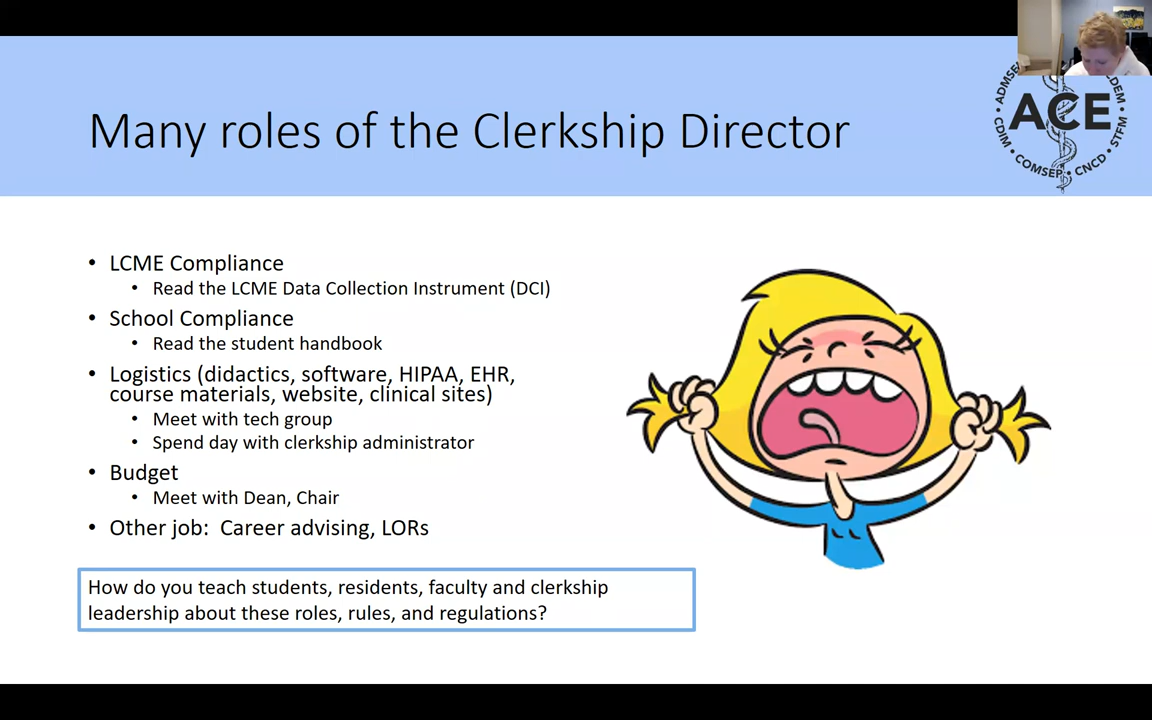 Many roles of the Clerkship Director
ACE
ADMSE
CDEM
CDIM
STFM
COMSEP
CNCD
• LCME Compliance
• Read the LCME Data Collection Instrument (DCI)
• School Compliance
• Read the student handbook
• Logistics (didactics, software, HIPAA, EHR,
course materials, website, clinical sites)
• Meet with tech group
• Spend day with clerkship administrator
• Budget
• Meet with Dean, Chair
• Other job: Career advising, LORs
How do you teach students, residents, faculty and clerkship
leadership about these roles, rules, and regulations?